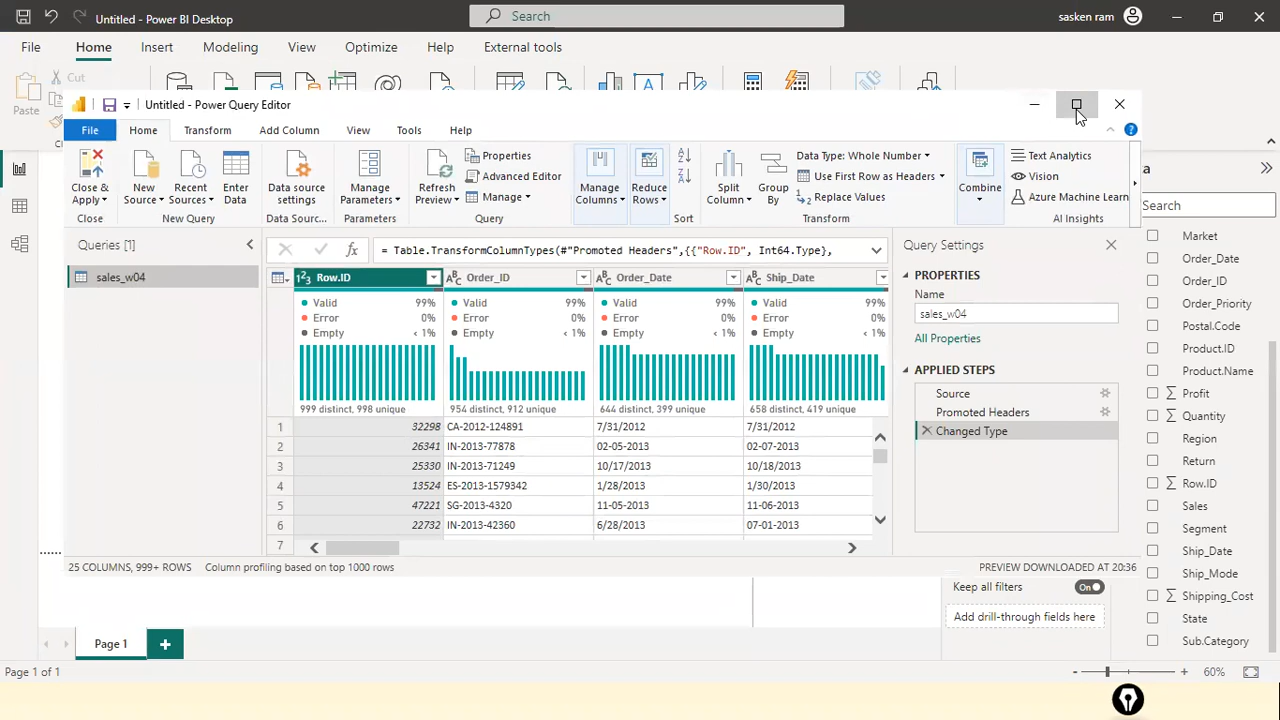 Untitled - Power BI Desktop
Search
sasken ram
File Home Insert Modeling View Optimize Help External tools
Paste
Cut
Untitled - Power Query Editor
File Home Transform Add Column View Tools Help
Close & Apply
Close
New Source
Recent Sources
Enter Data
New Query
Data source settings
Data Sourc...
Manage Parameters
Parameters
Refresh Preview
Properties
Advanced Editor
Manage
Query
Manage Columns
Reduce Rows
Sort
Split Column
Group By
Data Type: Whole Number
Use First Row as Headers
Replace Values
Transform
Combine
Text Analytics
Vision
Azure Machine Learn
AI Insights
Queries [1]
sales_w04
= Table.TransformColumnTypes(#"Promoted Headers",{{"Row.ID", Int64.Type},
1²3 Row.ID ABC Order_ID ABC Order_Date ABC Ship_Date
Valid 99% Valid 99% Valid 99% Valid 99%
Error 0% Error 0% Error 0% Error 0%
Empty < 1% Empty < 1% Empty < 1% Empty < 1%
999 distinct, 998 unique 954 distinct, 912 unique 644 distinct, 399 unique 658 distinct, 419 unique
1 32298 CA-2012-124891 7/31/2012 7/31/2012
2 26341 IN-2013-77878 02-05-2013 02-07-2013
3 25330 IN-2013-71249 10/17/2013 10/18/2013
4 13524 ES-2013-1579342 1/28/2013 1/30/2013
5 47221 SG-2013-4320 11-05-2013 11-06-2013
6 22732 IN-2013-42360 6/28/2013 07-01-2013
7
Query Settings
PROPERTIES
Name
sales_w04
All Properties
APPLIED STEPS
Source
Promoted Headers
Changed Type
25 COLUMNS, 999+ ROWS Column profiling based on top 1000 rows
PREVIEW DOWNLOADED AT 20:36
a
Search
Market
Order_Date
Order_ID
Order_Priority
Postal.Code
Product.ID
Product.Name
Profit
Quantity
Region
Return
Row.ID
Sales
Segment
Ship_Date
Ship_Mode
Shipping_Cost
State
Sub.Category
Keep all filters On
Add drill-through fields here
Page 1
Page 1 of 1
- + 60%